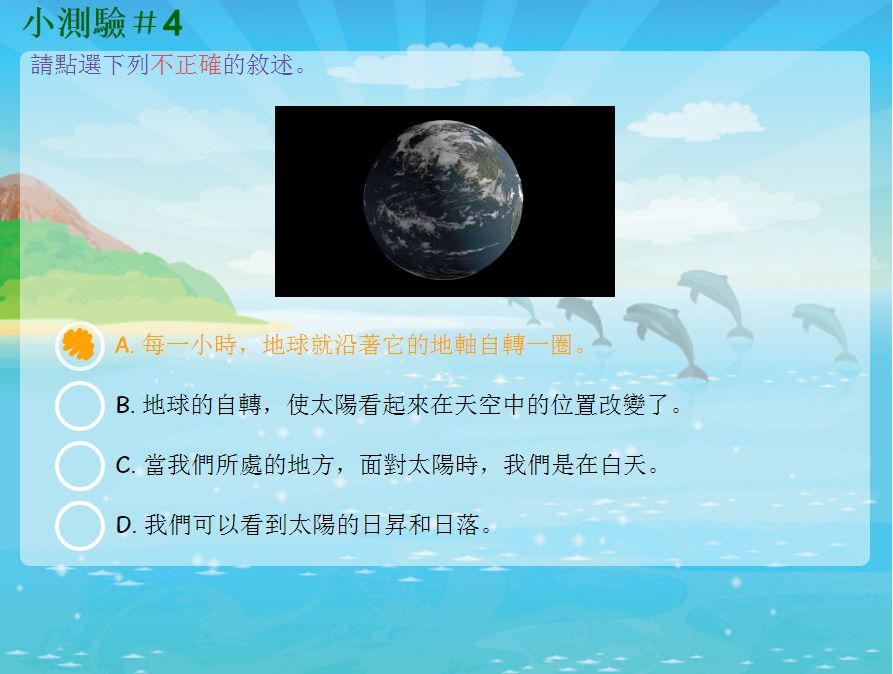 小測驗＃4
請點選下列不正確的敘述。
A. 每一小時，地球就沿著它的地軸自轉一圈。
B. 地球的自轉，使太陽看起來在天空中的位置改變了。
C. 當我們所處的地方，面對太陽時，我們是在白天。
D. 我們可以看到太陽的日昇和日落。